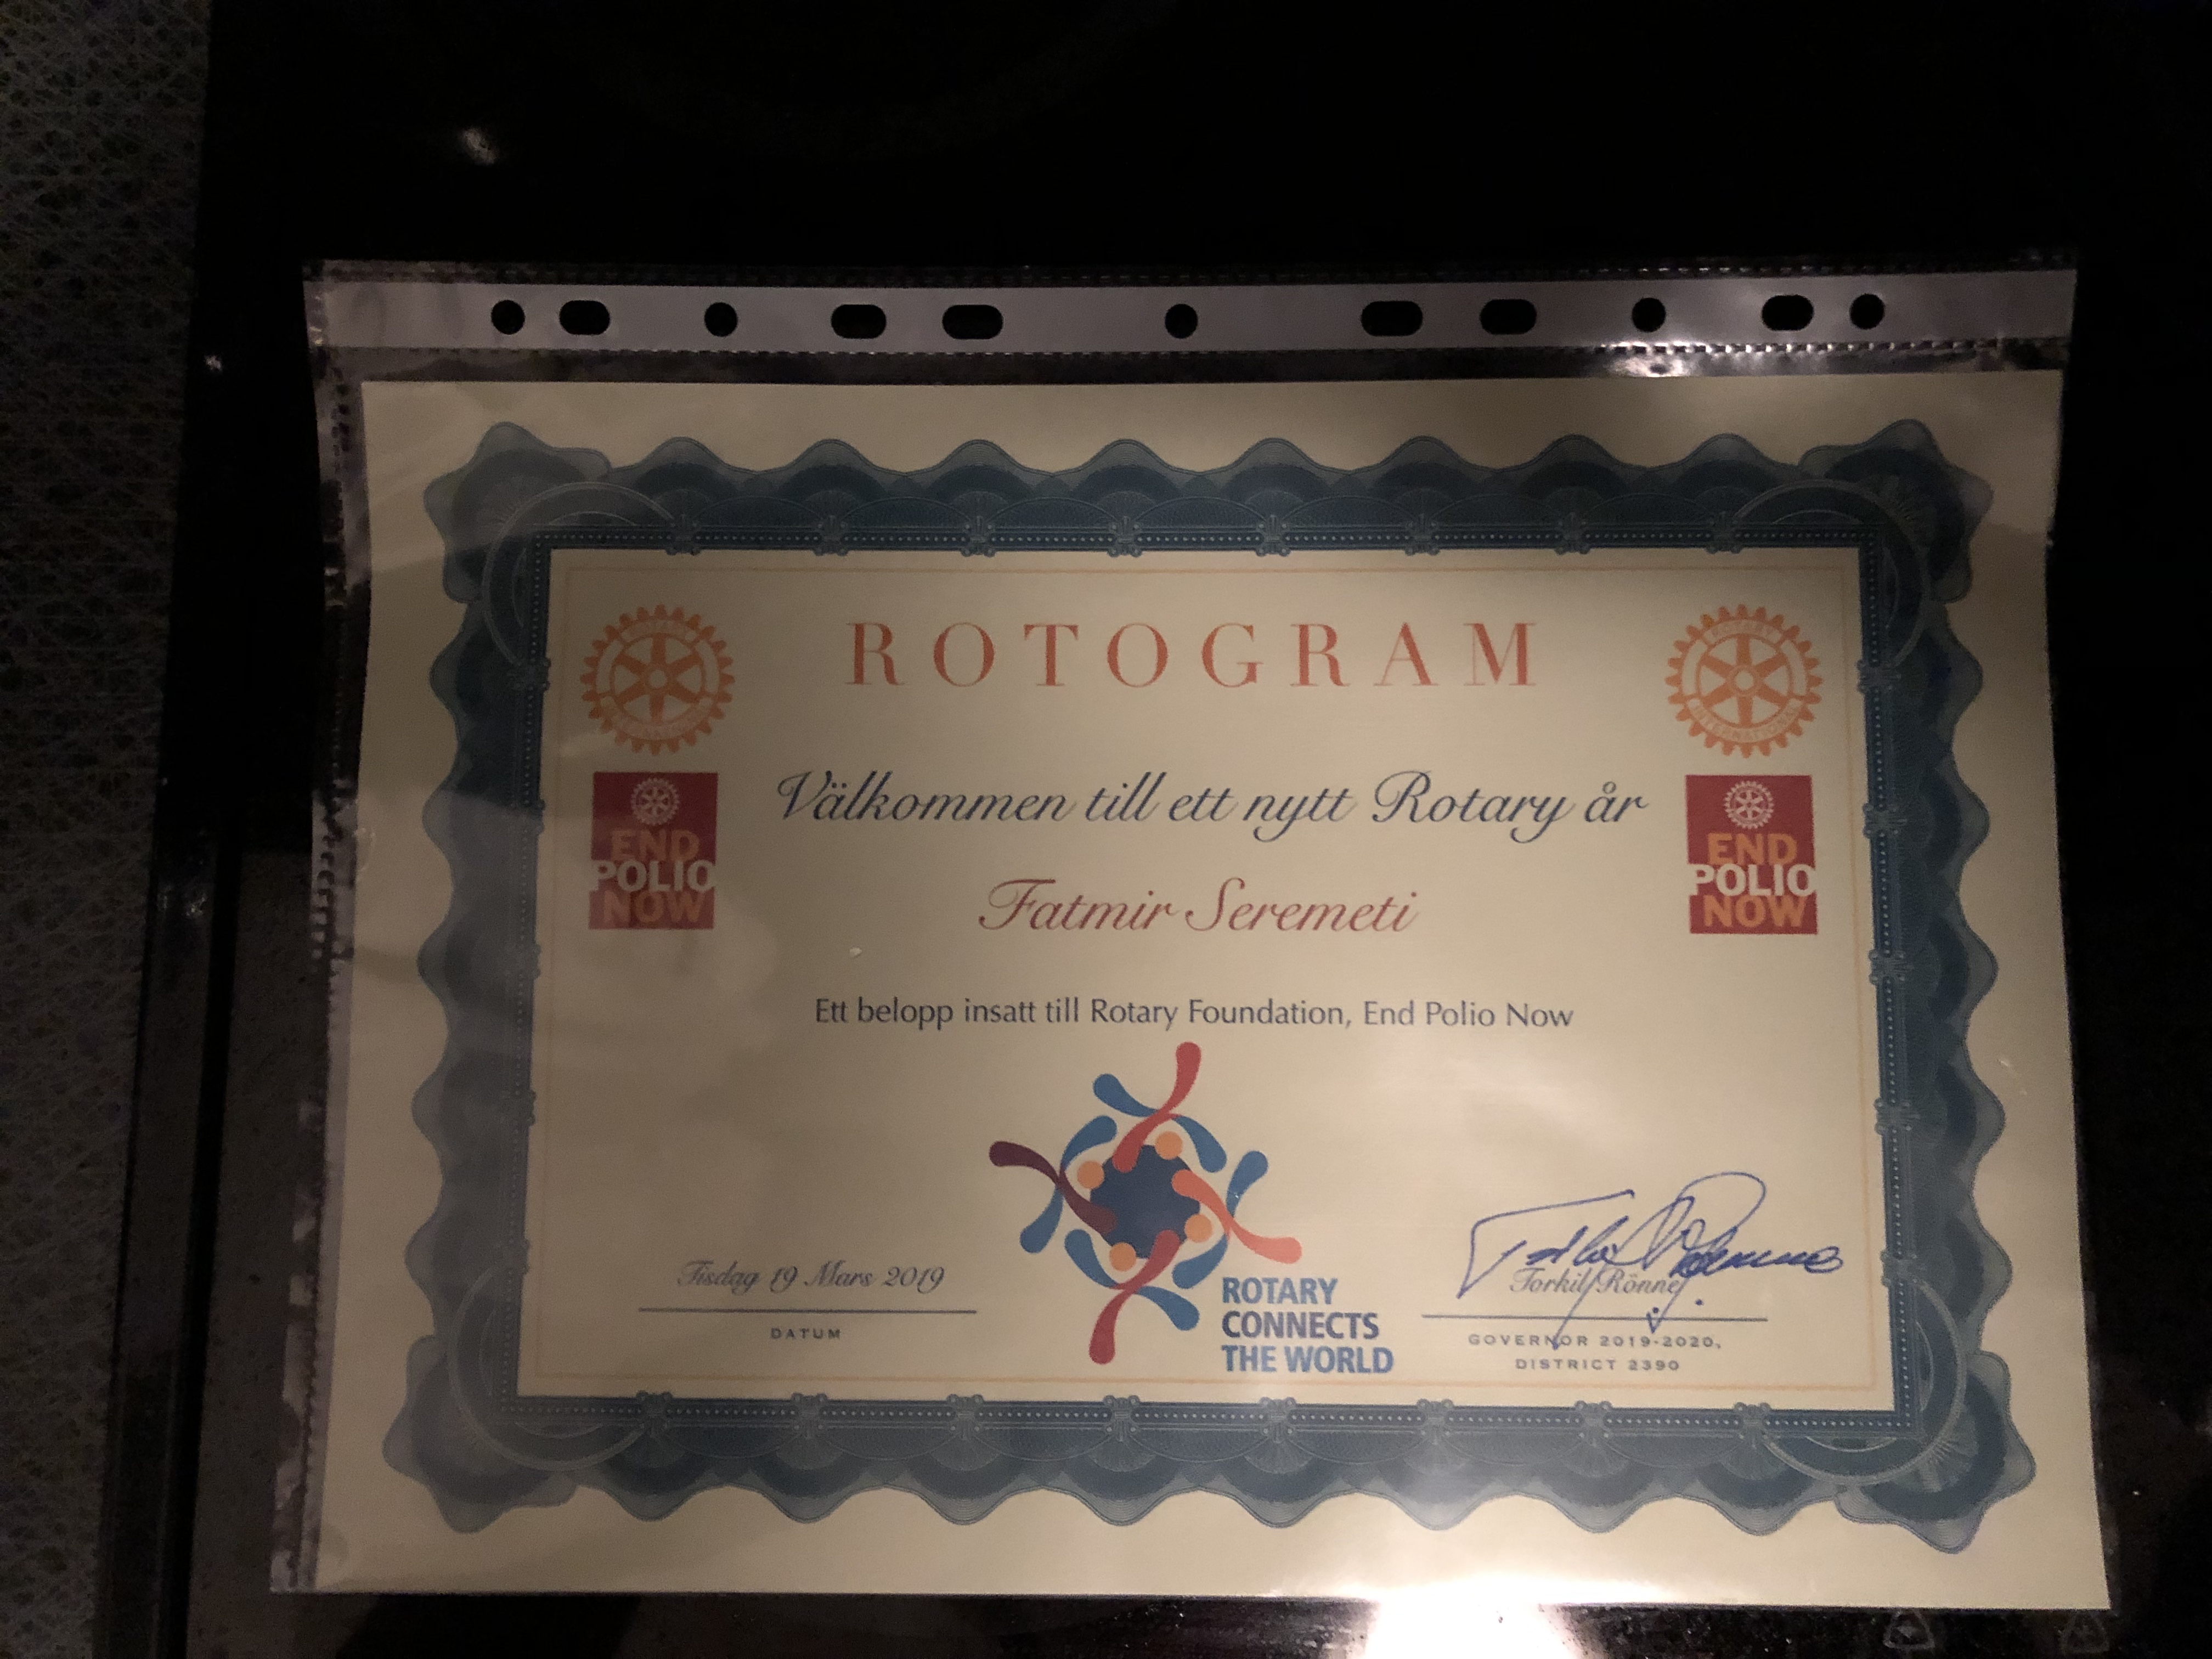 ROTOGRAM
Välkommen till ett nytt Rotary år
END
POLIO
NOW
END
POLIO
NOW
Fatmir Seremeti
Ett belopp insatt till Rotary Foundation, End Polio Now
Tisdag 19 Mars 2019
DATUM
ROTARY
CONNECTS
THE WORLD
Torkil Rönne
GOVERNOR 2019-2020,
DISTRICT 2390